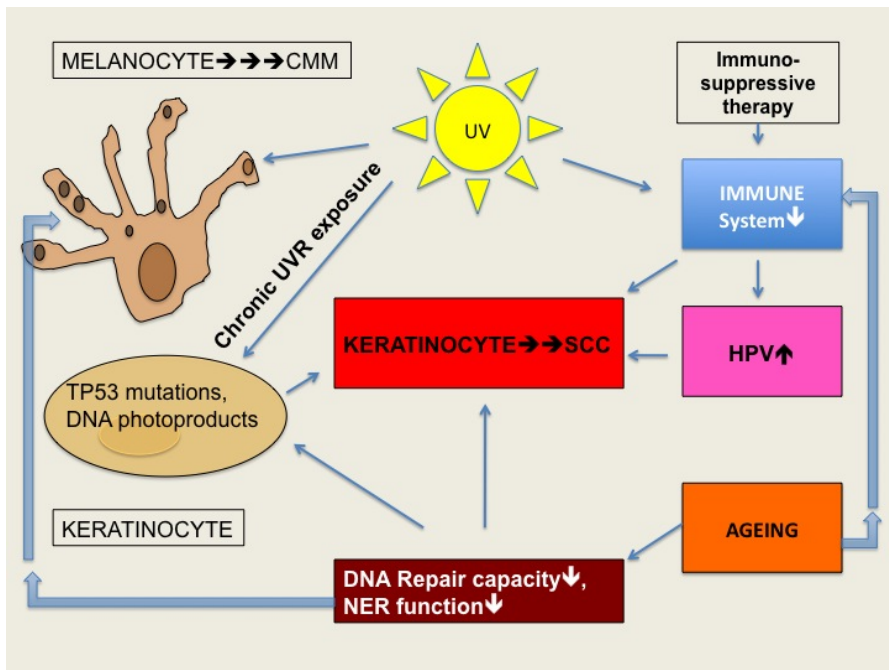 MELANOCYTE➔➔➔CMM
UV
Immuno-
suppressive
therapy
IMMUNE
System🡇
Chronic UVR exposure
KERATINOCYTE➔➔SCC
HPV🡅
TP53 mutations,
DNA photoproducts
KERATINOCYTE
AGEING
DNA Repair capacity🡇,
NER function🡇